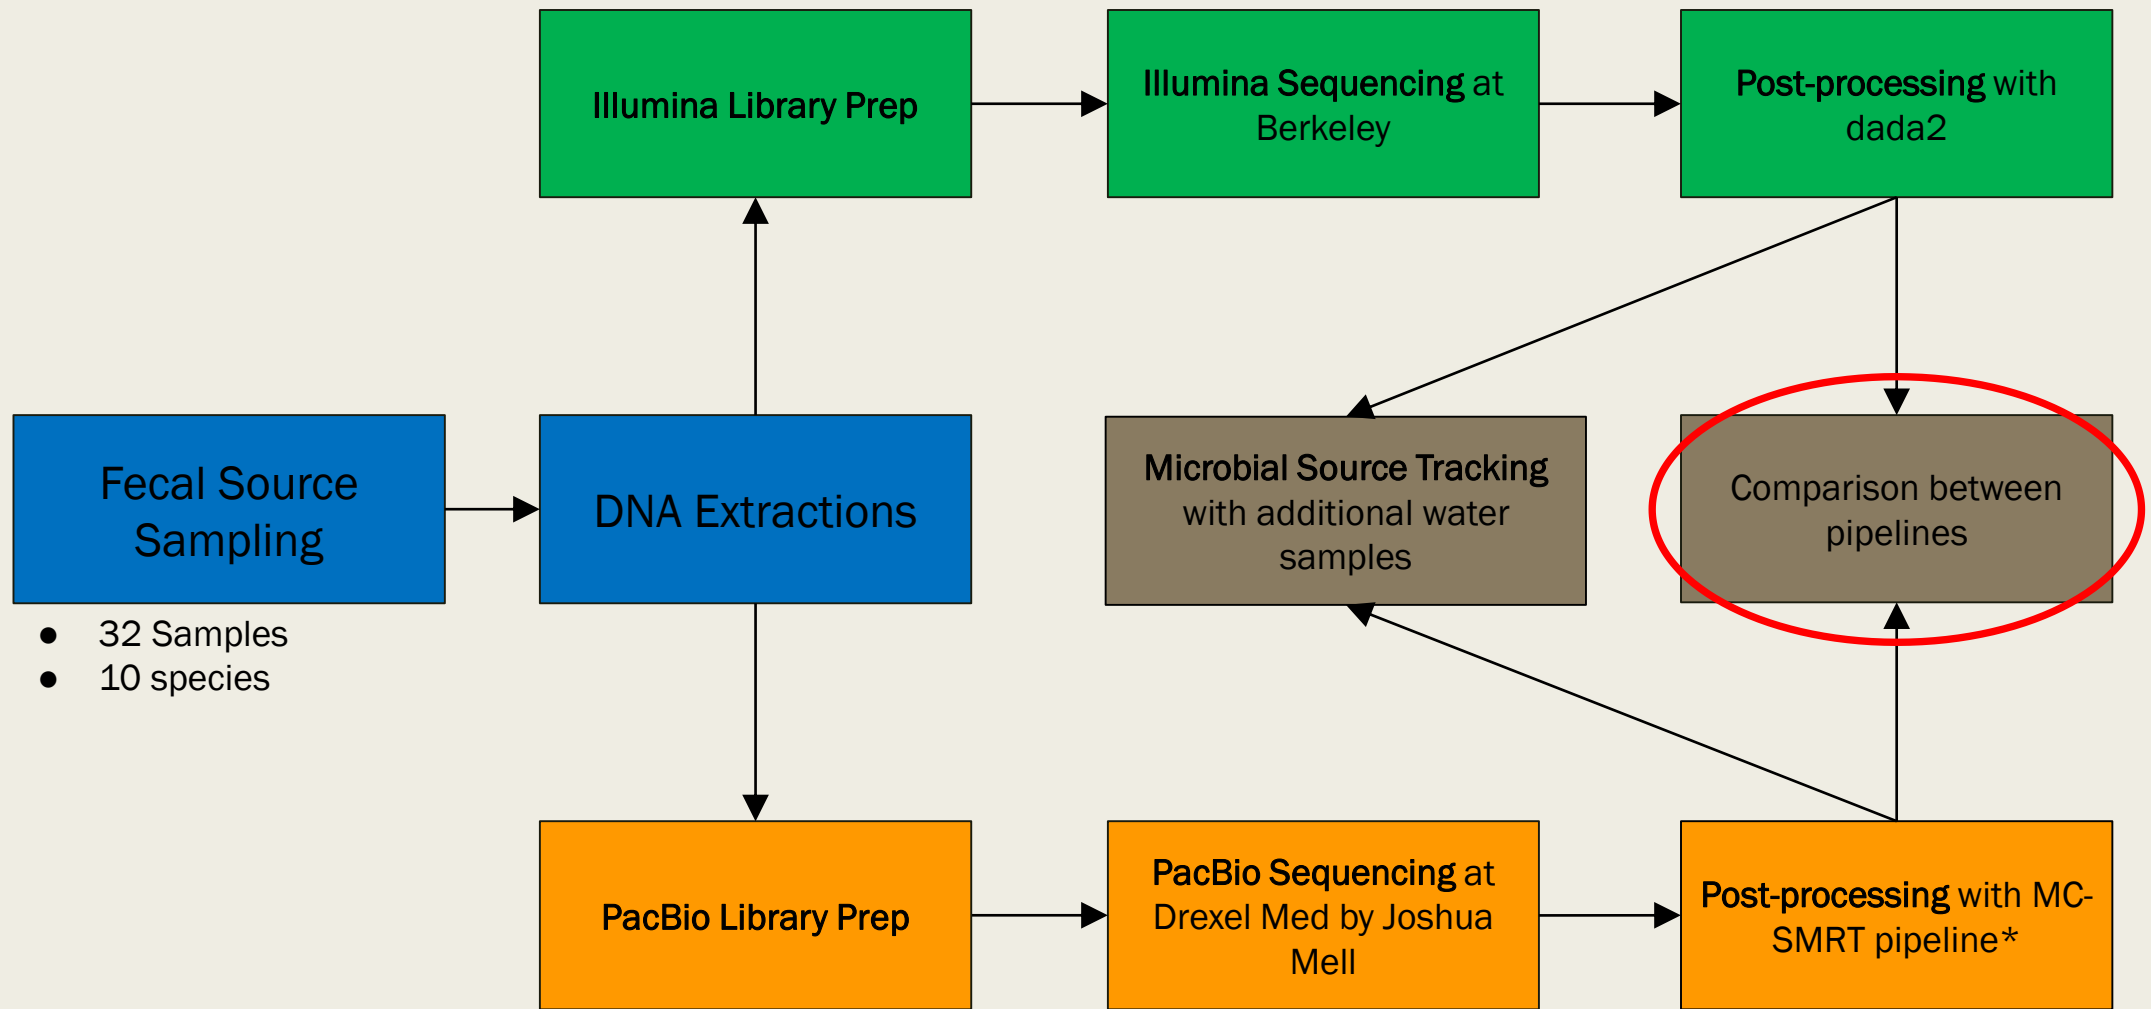 Illumina Library Prep
Illumina Sequencing at
Berkeley
Post-processing with
dada2
Fecal Source
Sampling
● 32 Samples
● 10 species
DNA Extractions
Microbial Source Tracking
with additional water
samples
Comparison between
pipelines
PacBio Library Prep
PacBio Sequencing at
Drexel Med by Joshua
Mell
Post-processing with MC-
SMRT pipeline*